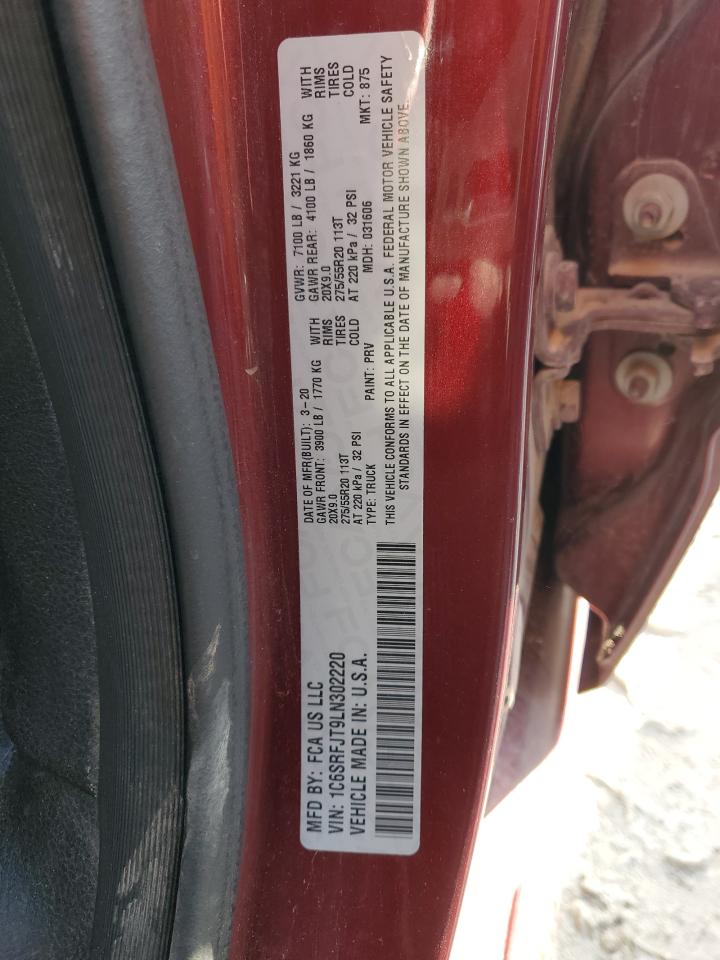 MFD BY: FCA US LLC
VIN: 1C6SRFJT9LN302220
VEHICLE MADE IN: U.S.A.
DATE OF MFR(BUILT): 3-20
GVWR: 7100 LB / 3221 KG
GAWR FRONT: 3900 LB / 1770 KG WITH
GAWR REAR: 4100 LB / 1860 KG WITH
20X9.0 RIMS
20X9.0 RIMS
275/55R20 113T TIRES
275/55R20 113T TIRES
AT 220 kPa / 32 PSI COLD
AT 220 kPa / 32 PSI COLD
TYPE: TRUCK PAINT: PRV MDH: 031606 MKT: 875
THIS VEHICLE CONFORMS TO ALL APPLICABLE U.S.A. FEDERAL MOTOR VEHICLE SAFETY
STANDARDS IN EFFECT ON THE DATE OF MANUFACTURE SHOWN ABOVE.